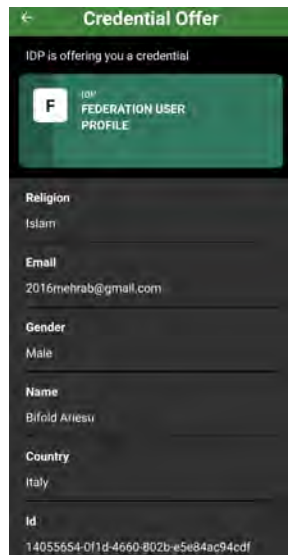 Credential Offer
IDP is offering you a credential
F
IDP
FEDERATION USER
PROFILE
Religion
Islam
Email
2016mehrab@gmail.com
Gender
Male
Name
Bifold Ariesu
Country
Italy
Id
14055654-0f1d-4660-802b-e5e84ac94cdf